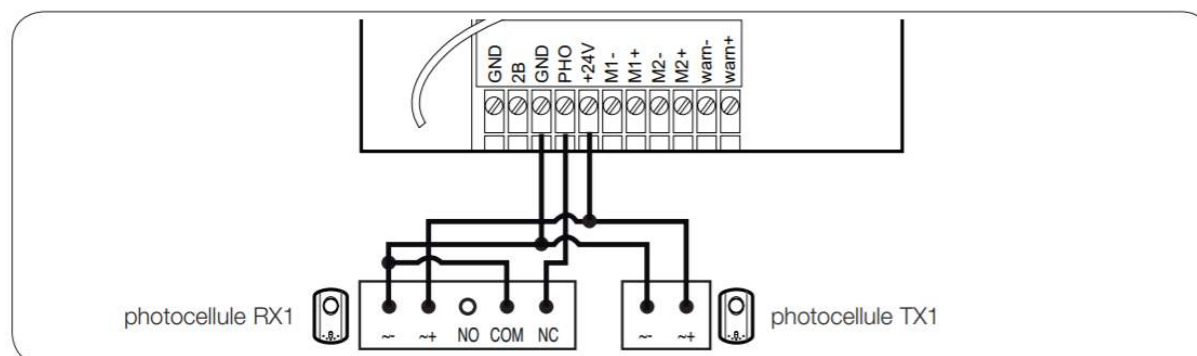 GND 2B GND PHO +24V M1- M1+ M2- M2+ warn- warn+
photocellule RX1
~- ~+ NO COM NC
~- ~+
photocellule TX1